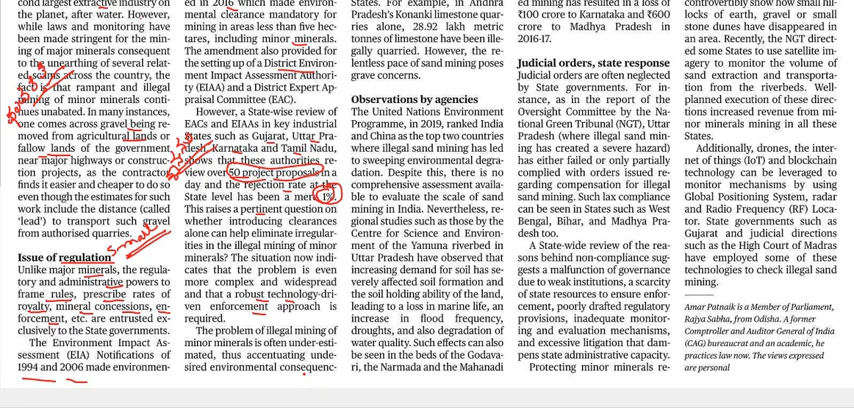 cond largest extractive industry on
the planet, after water. However,
while laws and monitoring have
been made stringent for the min-
ing of major minerals consequent
to the unearthing of several relat-
ed scams across the country, the
fact is that rampant and illegal
mining of minor minerals conti-
nues unabated. In many instances,
one comes across gravel being re-
moved from agricultural lands or
fallow lands of the government
near major highways or construc-
tion projects, as the contractor
finds it easier and cheaper to do so
even though the estimates for such
work include the distance (called
‘lead’) to transport such gravel
from authorised quarries.
small
Issue of regulation
Unlike major minerals, the regula-
tory and administrative powers to
frame rules, prescribe rates of
royalty, mineral concessions, en-
forcement, etc. are entrusted ex-
clusively to the State governments.
The Environment Impact As-
sessment (EIA) Notifications of
1994 and 2006 made environmen-
ed in 2016 which made environ-
mental clearance mandatory for
mining in areas less than five hec-
tares, including minor minerals.
The amendment also provided for
the setting up of a District Environ-
ment Impact Assessment Authori-
ty (EIAA) and a District Expert Ap-
praisal Committee (EAC).
However, a State-wise review of
EACs and EIAAs in key industrial
States such as Gujarat, Uttar Pra-
desh, Karnataka and Tamil Nadu,
shows that these authorities re-
view over 50 project proposals in a
day and the rejection rate at the
State level has been a mere 1%.
This raises a pertinent question on
whether introducing clearances
alone can help eliminate irregular-
ities in the illegal mining of minor
minerals? The situation now indi-
cates that the problem is even
more complex and widespread
and that a robust technology-dri-
ven enforcement approach is
required.
The problem of illegal mining of
minor minerals is often under-esti-
mated, thus accentuating unde-
sired environmental consequenc-
States. For example, in Andhra
Pradesh’s Konanki limestone quar-
ries alone, 28.92 lakh metric
tonnes of limestone have been ille-
gally quarried. However, the re-
lentless pace of sand mining poses
grave concerns.
Observations by agencies
The United Nations Environment
Programme, in 2019, ranked India
and China as the top two countries
where illegal sand mining has led
to sweeping environmental degra-
dation. Despite this, there is no
comprehensive assessment availa-
ble to evaluate the scale of sand
mining in India. Nevertheless, re-
gional studies such as those by the
Centre for Science and Environ-
ment of the Yamuna riverbed in
Uttar Pradesh have observed that
increasing demand for soil has se-
verely affected soil formation and
the soil holding ability of the land,
leading to a loss in marine life, an
increase in flood frequency,
droughts, and also degradation of
water quality. Such effects can also
be seen in the beds of the Godava-
ri, the Narmada and the Mahanadi
ed mining has resulted in a loss of
₹100 crore to Karnataka and ₹600
crore to Madhya Pradesh in
2016-17.
Judicial orders, state response
Judicial orders are often neglected
by State governments. For in-
stance, as in the report of the
Oversight Committee by the Na-
tional Green Tribunal (NGT), Uttar
Pradesh (where illegal sand min-
ing has created a severe hazard)
has either failed or only partially
complied with orders issued re-
garding compensation for illegal
sand mining. Such lax compliance
can be seen in States such as West
Bengal, Bihar, and Madhya Pra-
desh too.
A State-wide review of the rea-
sons behind non-compliance sug-
gests a malfunction of governance
due to weak institutions, a scarcity
of state resources to ensure enfor-
cement, poorly drafted regulatory
provisions, inadequate monitor-
ing and evaluation mechanisms,
and excessive litigation that dam-
pens state administrative capacity.
Protecting minor minerals re-
controvertibly show how small hil-
locks of earth, gravel or small
stone dunes have disappeared in
an area. Recently, the NGT direct-
ed some States to use satellite im-
agery to monitor the volume of
sand extraction and transporta-
tion from the riverbeds. Well-
planned execution of these direc-
tions increased revenue from mi-
nor minerals mining in all these
States.
Additionally, drones, the inter-
net of things (IoT) and blockchain
technology can be leveraged to
monitor mechanisms by using
Global Positioning System, radar
and Radio Frequency (RF) Loca-
tor. State governments such as
Gujarat and judicial directions
such as the High Court of Madras
have employed some of these
technologies to check illegal sand
mining.
Amar Patnaik is a Member of Parliament,
Rajya Sabha, from Odisha. A former
Comptroller and Auditor General of India
(CAG) bureaucrat and an academic, he
practices law now. The views expressed
are personal